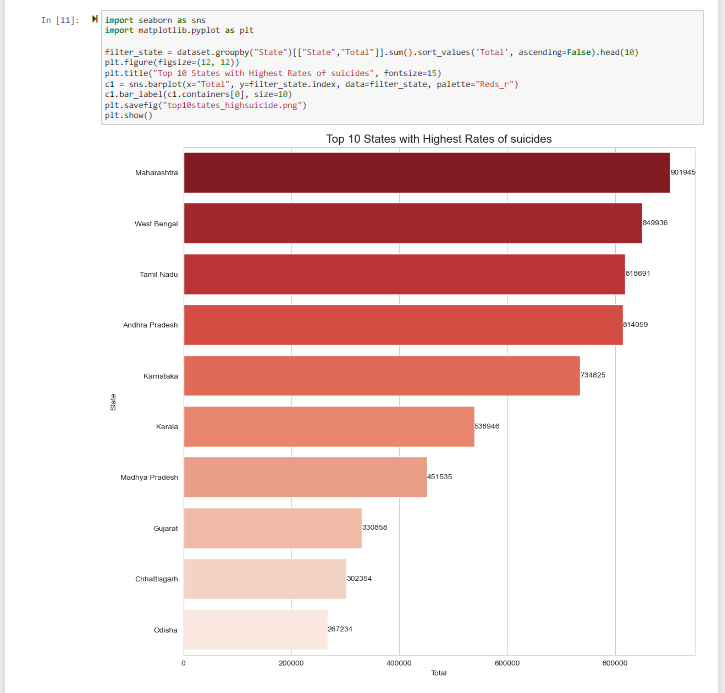 In [11]:
import seaborn as sns
import matplotlib.pyplot as plt
filter_state = dataset.groupby("State")[["State","Total"]].sum().sort_values('Total', ascending=False).head(10)
plt.figure(figsize=(12, 12))
plt.title("Top 10 States with Highest Rates of suicides", fontsize=15)
c1 = sns.barplot(x="Total", y=filter_state.index, data=filter_state, palette="Reds_r")
c1.bar_label(c1.containers[0], size=10)
plt.savefig("top10states_highsuicide.png")
plt.show()
Top 10 States with Highest Rates of suicides
Maharashtra 901945
West Bengal 849936
Tamil Nadu 818691
Andhra Pradesh 814059
Karnataka 734825
State
Kerala 538946
Madhya Pradesh 451535
Gujarat 330858
Chhattisgarh 302354
Odisha 267234
0 200000 400000 600000 800000
Total